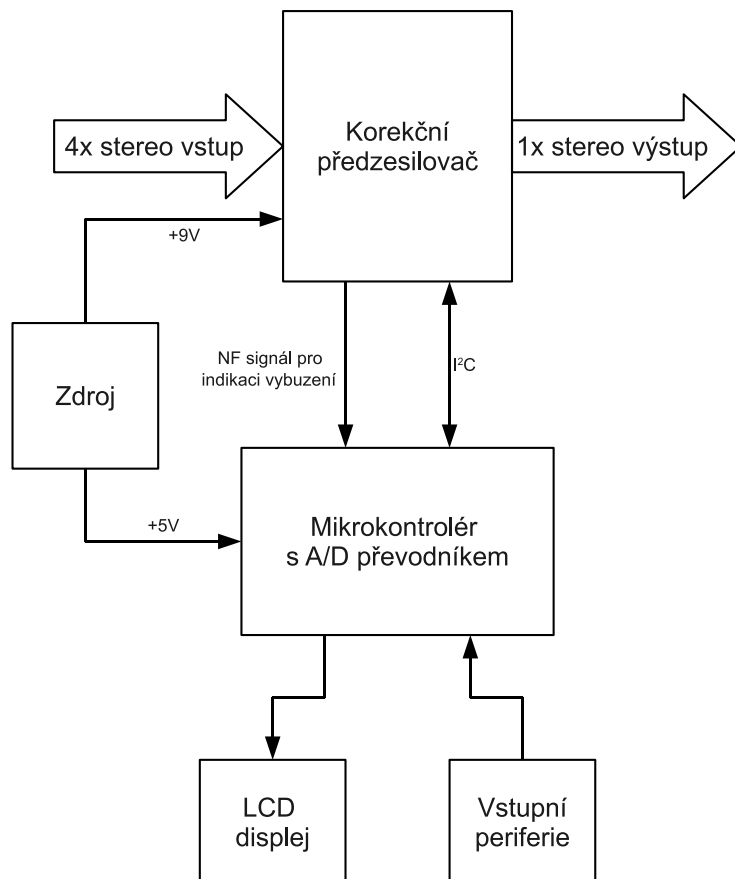 Korekční
předzesilovač
4x stereo vstup
1x stereo výstup
+9V
NF signál pro
indikaci vybuzení
I²C
Zdroj
+5V
Mikrokontrolér
s A/D převodníkem
LCD
displej
Vstupní
periferie